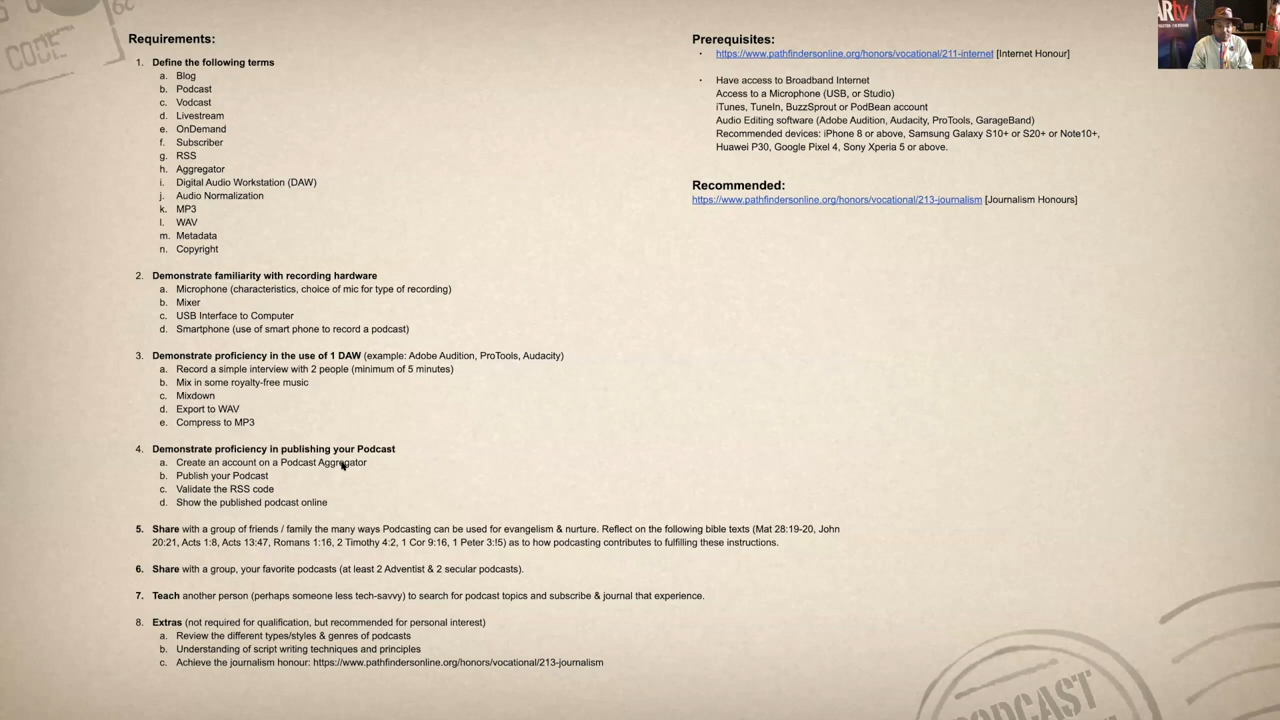 CODE
6C
Requirements:
1. Define the following terms
a. Blog
b. Podcast
c. Vodcast
d. Livestream
e. OnDemand
f. Subscriber
g. RSS
h. Aggregator
i. Digital Audio Workstation (DAW)
j. Audio Normalization
k. MP3
l. WAV
m. Metadata
n. Copyright
2. Demonstrate familiarity with recording hardware
a. Microphone (characteristics, choice of mic for type of recording)
b. Mixer
c. USB Interface to Computer
d. Smartphone (use of smart phone to record a podcast)
3. Demonstrate proficiency in the use of 1 DAW (example: Adobe Audition, ProTools, Audacity)
a. Record a simple interview with 2 people (minimum of 5 minutes)
b. Mix in some royalty-free music
c. Mixdown
d. Export to WAV
e. Compress to MP3
4. Demonstrate proficiency in publishing your Podcast
a. Create an account on a Podcast Aggregator
b. Publish your Podcast
c. Validate the RSS code
d. Show the published podcast online
5. Share with a group of friends / family the many ways Podcasting can be used for evangelism & nurture. Reflect on the following bible texts (Mat 28:19-20, John
20:21, Acts 1:8, Acts 13:47, Romans 1:16, 2 Timothy 4:2, 1 Cor 9:16, 1 Peter 3:!5) as to how podcasting contributes to fulfilling these instructions.
6. Share with a group, your favorite podcasts (at least 2 Adventist & 2 secular podcasts).
7. Teach another person (perhaps someone less tech-savvy) to search for podcast topics and subscribe & journal that experience.
8. Extras (not required for qualification, but recommended for personal interest)
a. Review the different types/styles & genres of podcasts
b. Understanding of script writing techniques and principles
c. Achieve the journalism honour: https://www.pathfindersonline.org/honors/vocational/213-journalism
Prerequisites:
· https://www.pathfindersonline.org/honors/vocational/211-internet [Internet Honour]
· Have access to Broadband Internet
Access to a Microphone (USB, or Studio)
iTunes, TuneIn, BuzzSprout or PodBean account
Audio Editing software (Adobe Audition, Audacity, ProTools, GarageBand)
Recommended devices: iPhone 8 or above, Samsung Galaxy S10+ or S20+ or Note10+,
Huawei P30, Google Pixel 4, Sony Xperia 5 or above.
Recommended:
https://www.pathfindersonline.org/honors/vocational/213-journalism [Journalism Honours]
ARtv
PODCAST